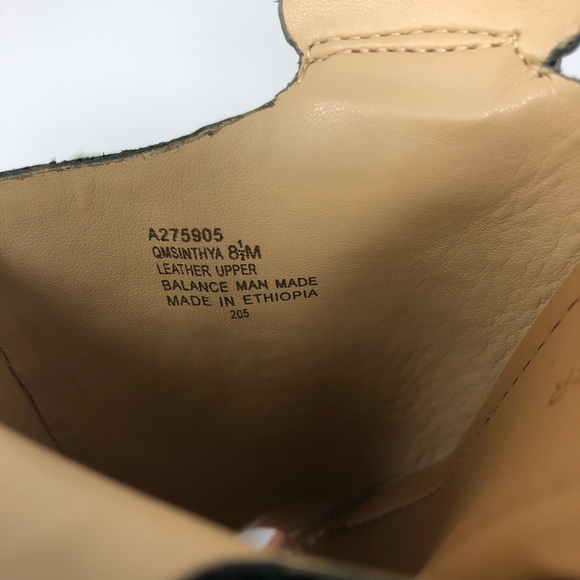 A275905
QMSINTHYA 8½M
LEATHER UPPER
BALANCE MAN MADE
MADE IN ETHIOPIA
205